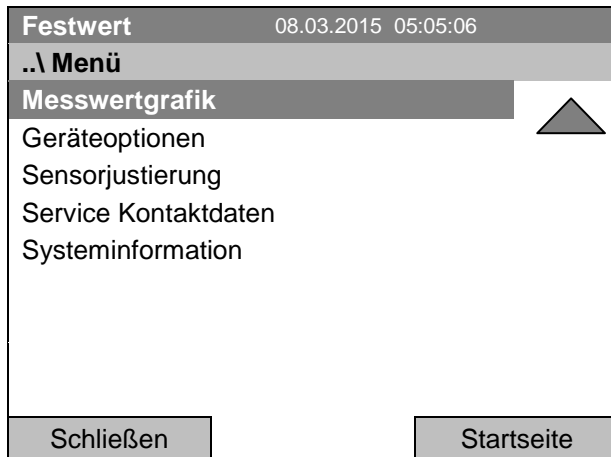 Festwert 08.03.2015 05:05:06
..\ Menü
Messwertgrafik
Geräteoptionen
Sensorjustierung
Service Kontaktdaten
Systeminformation
Schließen Startseite